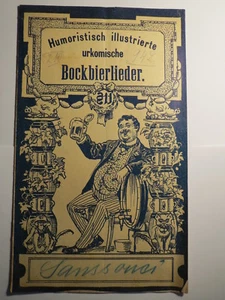 Humoristisch illustrierte
urkomische
Bockbierlieder.
Sanssouci